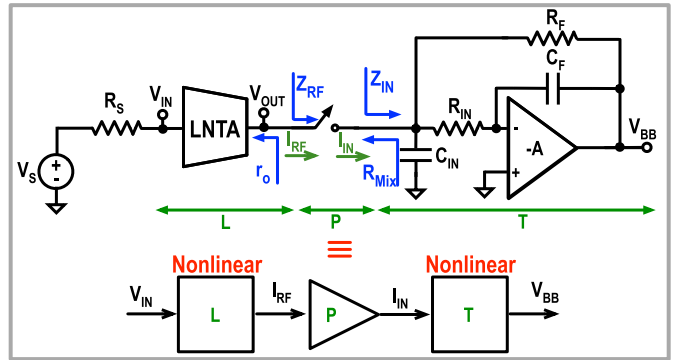 R_F
C_F
V_IN
V_OUT
Z_RF
Z_IN
R_S
LNTA
R_IN
-
-A
+
V_BB
I_RF
I_IN
C_IN
r_o
R_Mix
V_S
+
-
L
P
T
≡
Nonlinear
Nonlinear
V_IN
L
I_RF
P
I_IN
T
V_BB